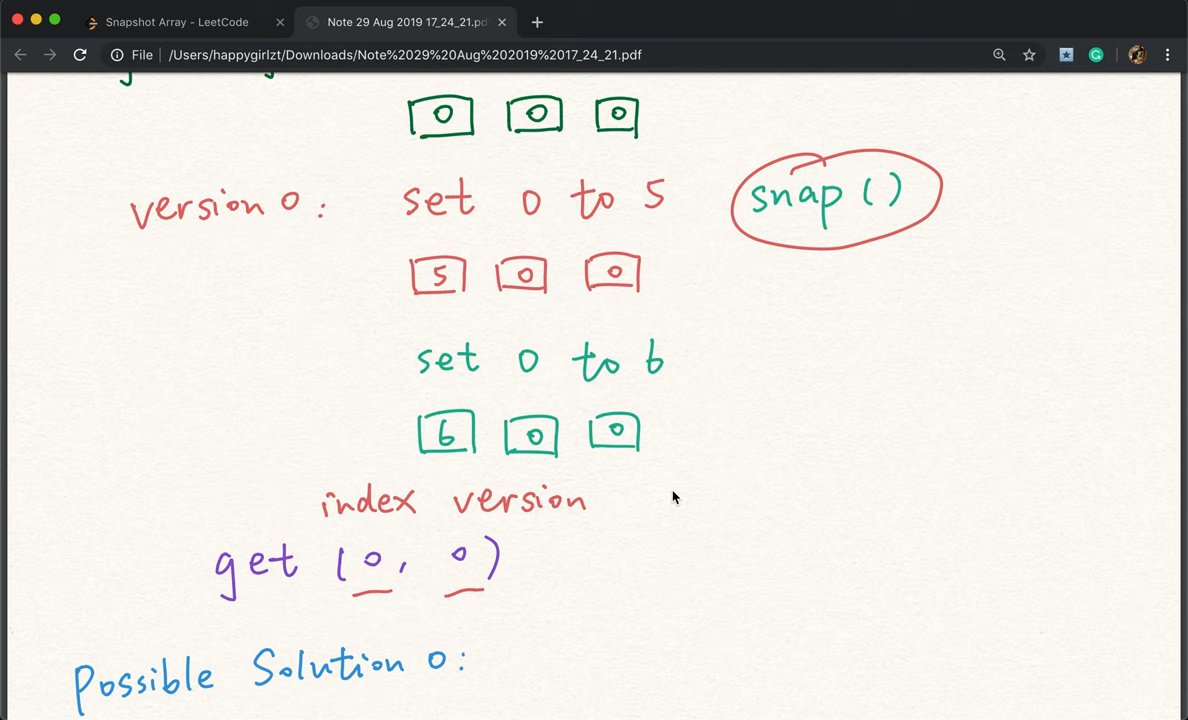 Snapshot Array - LeetCode
Note 29 Aug 2019 17_24_21.pd
File
/Users/happygirlzt/Downloads/Note%2029%20Aug%202019%2017_24_21.pdf
0 0 0
version 0 : set 0 to 5 snap ( )
5 0 0
set 0 to 6
6 0 0
index version
get ( 0 , 0 )
Possible Solution 0 :